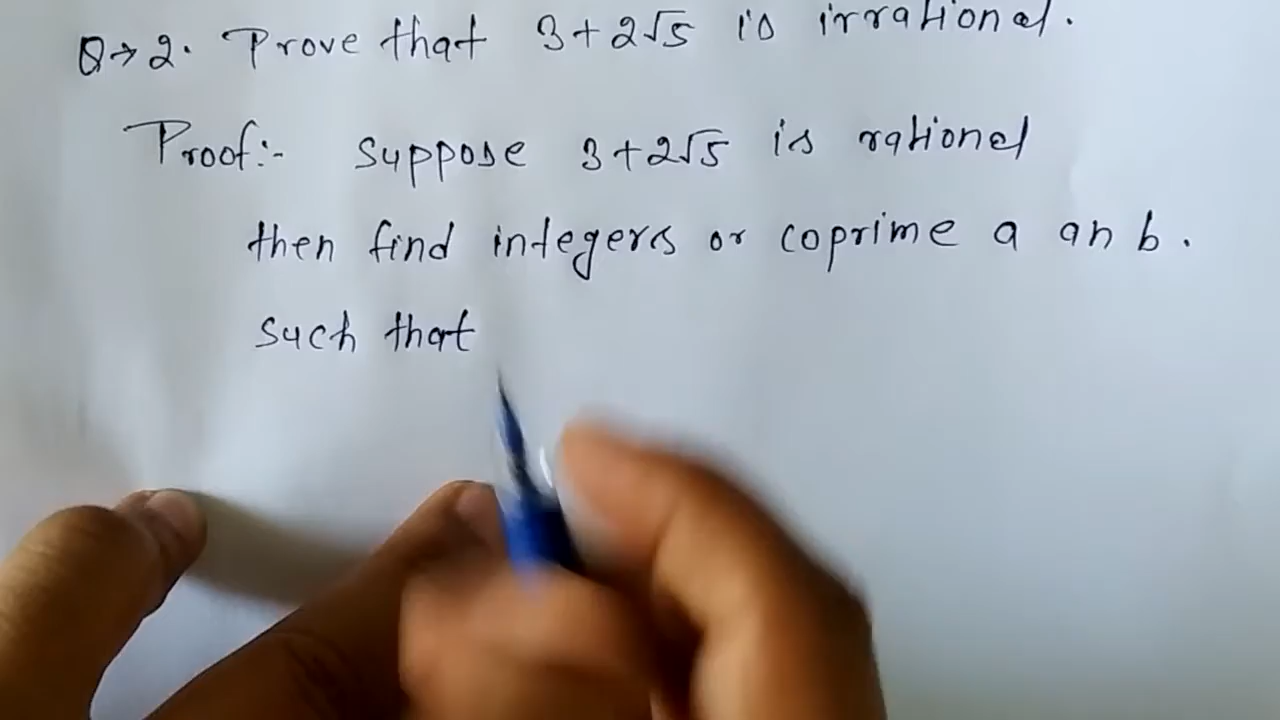 Q→2. Prove that 3+2√5 is irrational.
Proof:- Suppose 3+2√5 is rational
then find integers or coprime a an b.
such that